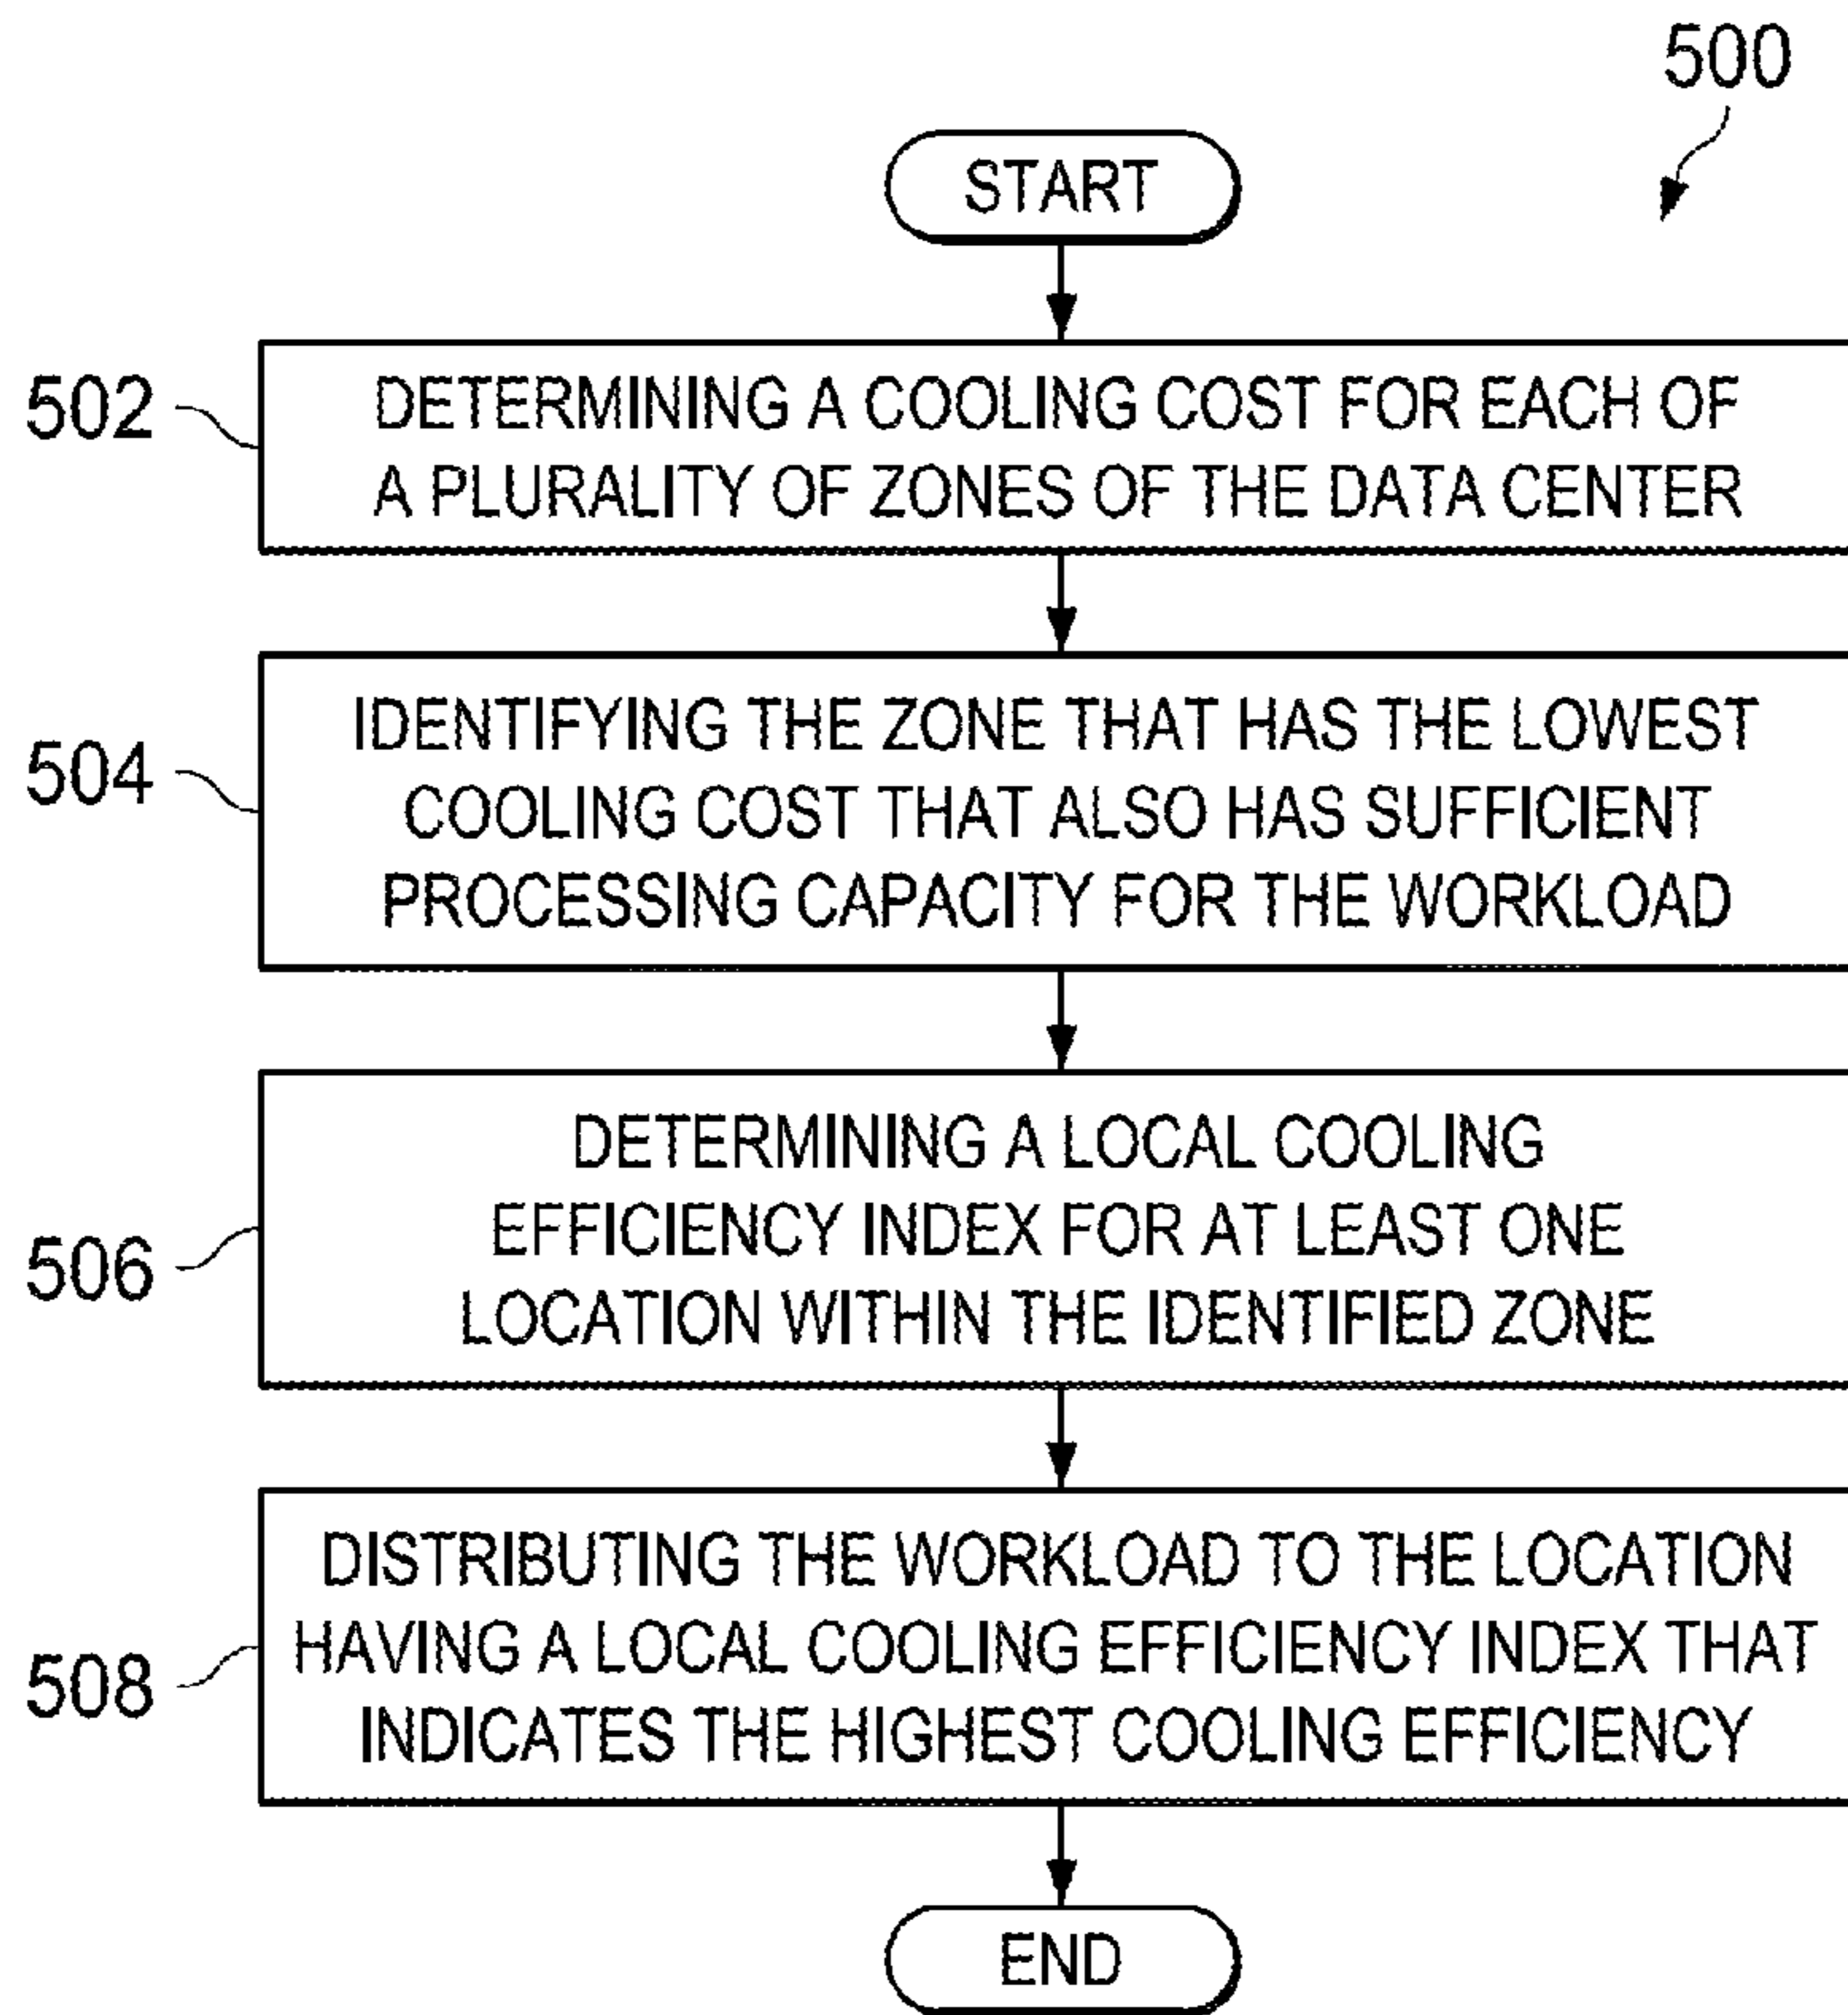 500
START
502
DETERMINING A COOLING COST FOR EACH OF
A PLURALITY OF ZONES OF THE DATA CENTER
504
IDENTIFYING THE ZONE THAT HAS THE LOWEST
COOLING COST THAT ALSO HAS SUFFICIENT
PROCESSING CAPACITY FOR THE WORKLOAD
506
DETERMINING A LOCAL COOLING
EFFICIENCY INDEX FOR AT LEAST ONE
LOCATION WITHIN THE IDENTIFIED ZONE
508
DISTRIBUTING THE WORKLOAD TO THE LOCATION
HAVING A LOCAL COOLING EFFICIENCY INDEX THAT
INDICATES THE HIGHEST COOLING EFFICIENCY
END